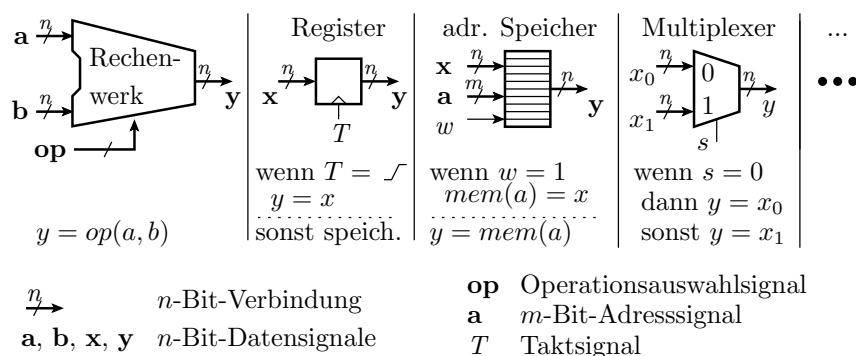 Register adr. Speicher Multiplexer ...
a n
Rechen-
werk
n
y
b n
op
y = op(a, b)
x n n y
T
wenn T =
y = x
sonst speich.
x n
a m
w
n
y
wenn w = 1
mem(a) = x
y = mem(a)
x0 n 0
x1 n 1
n
y
s
wenn s = 0
dann y = x0
sonst y = x1
n n-Bit-Verbindung
a, b, x, y n-Bit-Datensignale
op Operationsauswahlsignal
a m-Bit-Adresssignal
T Taktsignal